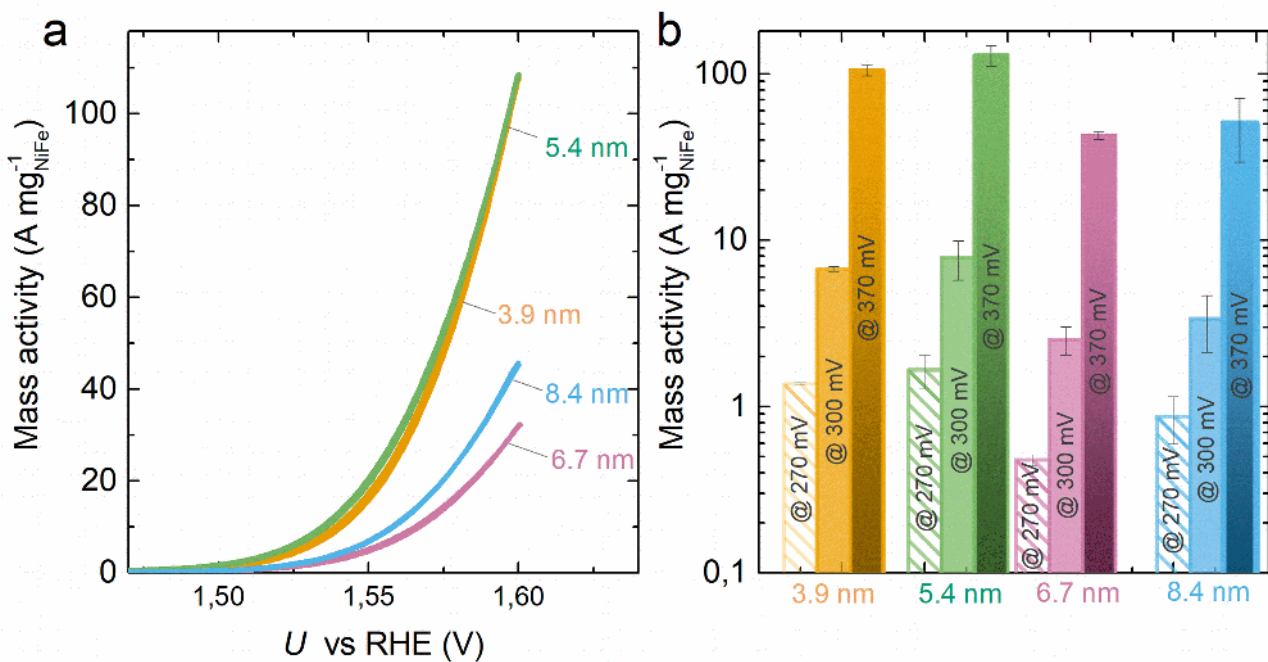 a
Mass activity (A mg⁻¹NiFe)
100
80
60
40
20
0
5.4 nm
3.9 nm
8.4 nm
6.7 nm
1,50
1,55
1,60
U vs RHE (V)
b
Mass activity (A mg⁻¹NiFe)
100
10
1
0,1
@ 270 mV
@ 300 mV
@ 370 mV
@ 270 mV
@ 300 mV
@ 370 mV
@ 270 mV
@ 300 mV
@ 370 mV
@ 270 mV
@ 300 mV
@ 370 mV
3.9 nm
5.4 nm
6.7 nm
8.4 nm